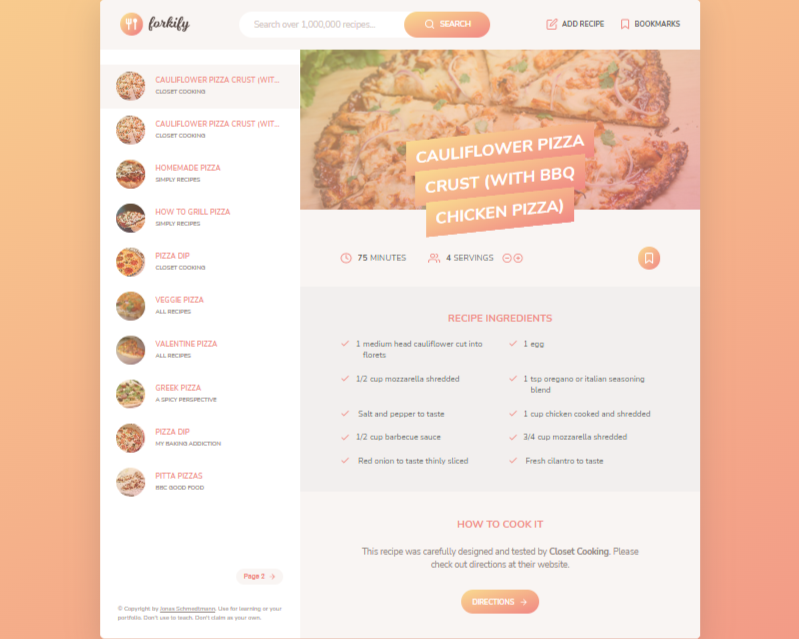 forkify
Search over 1,000,000 recipes...
SEARCH
ADD RECIPE
BOOKMARKS
CAULIFLOWER PIZZA CRUST (WIT...
CLOSET COOKING
CAULIFLOWER PIZZA CRUST (WIT...
CLOSET COOKING
HOMEMADE PIZZA
SIMPLY RECIPES
HOW TO GRILL PIZZA
SIMPLY RECIPES
PIZZA DIP
CLOSET COOKING
VEGGIE PIZZA
ALL RECIPES
VALENTINE PIZZA
ALL RECIPES
GREEK PIZZA
A SPICY PERSPECTIVE
PIZZA DIP
MY BAKING ADDICTION
PITTA PIZZAS
BBC GOOD FOOD
Page 2
© Copyright by Jonas Schmedtmann. Use for learning or your
portfolio. Don't use to teach. Don't claim as your own.
CAULIFLOWER PIZZA
CRUST (WITH BBQ
CHICKEN PIZZA)
75 MINUTES
4 SERVINGS
RECIPE INGREDIENTS
1 medium head cauliflower cut into
florets
1 egg
1/2 cup mozzarella shredded
1 tsp oregano or italian seasoning
blend
Salt and pepper to taste
1 cup chicken cooked and shredded
1/2 cup barbecue sauce
3/4 cup mozzarella shredded
Red onion to taste thinly sliced
Fresh cilantro to taste
HOW TO COOK IT
This recipe was carefully designed and tested by Closet Cooking. Please
check out directions at their website.
DIRECTIONS